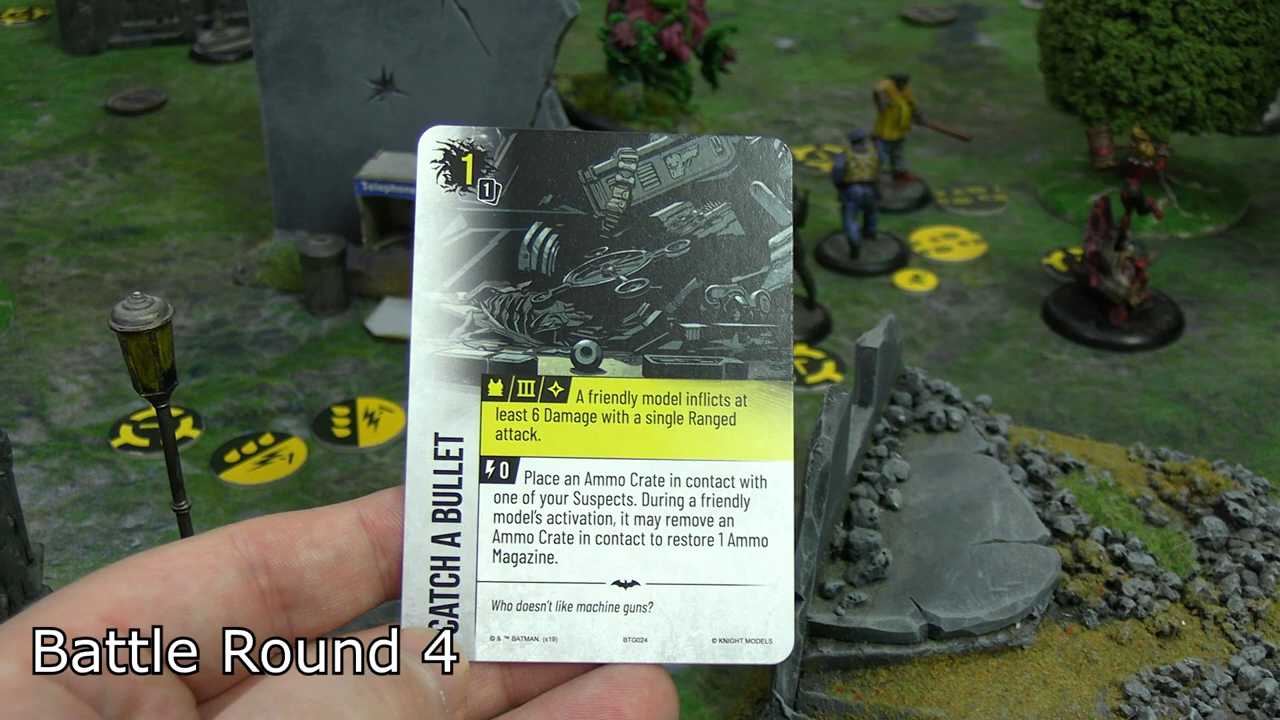 1
1
Telephone
CATCH A BULLET
III A friendly model inflicts at
least 6 Damage with a single Ranged
attack.
0 Place an Ammo Crate in contact with
one of your Suspects. During a friendly
model's activation, it may remove an
Ammo Crate in contact to restore 1 Ammo
Magazine.
Who doesn't like machine guns?
© & ™ BATMAN. (s19)
BTG024
© KNIGHT MODELS
Battle Round 4